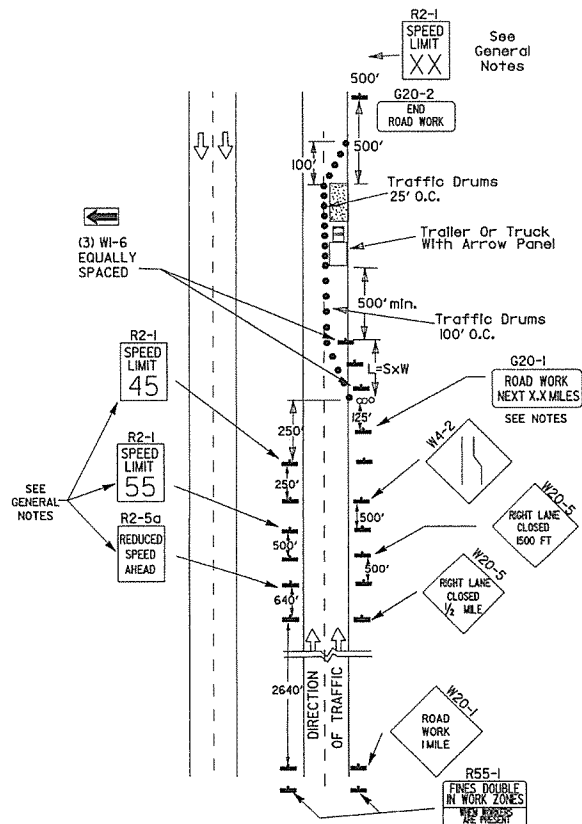 R2-1
SPEED
LIMIT
XX
See
General
Notes
500'
G20-2
END
ROAD WORK
100'
500'
Traffic Drums
25' O.C.
Trailer Or Truck
With Arrow Panel
(3) W1-6
EQUALLY
SPACED
500' min.
Traffic Drums
100' O.C.
R2-1
SPEED
LIMIT
45
L=SxW
G20-1
ROAD WORK
NEXT X.X MILES
SEE NOTES
125'
250'
W4-2
R2-1
SPEED
LIMIT
55
250'
SEE
GENERAL
NOTES
500'
W20-5
RIGHT LANE
CLOSED
1500 FT
R2-5a
REDUCED
SPEED
AHEAD
500'
500'
W20-5
RIGHT LANE
CLOSED
1/2 MILE
640'
2640'
DIRECTION
OF TRAFFIC
W20-1
ROAD
WORK
1 MILE
R55-1
FINES DOUBLE
IN WORK ZONES
WHEN WORKERS
ARE PRESENT